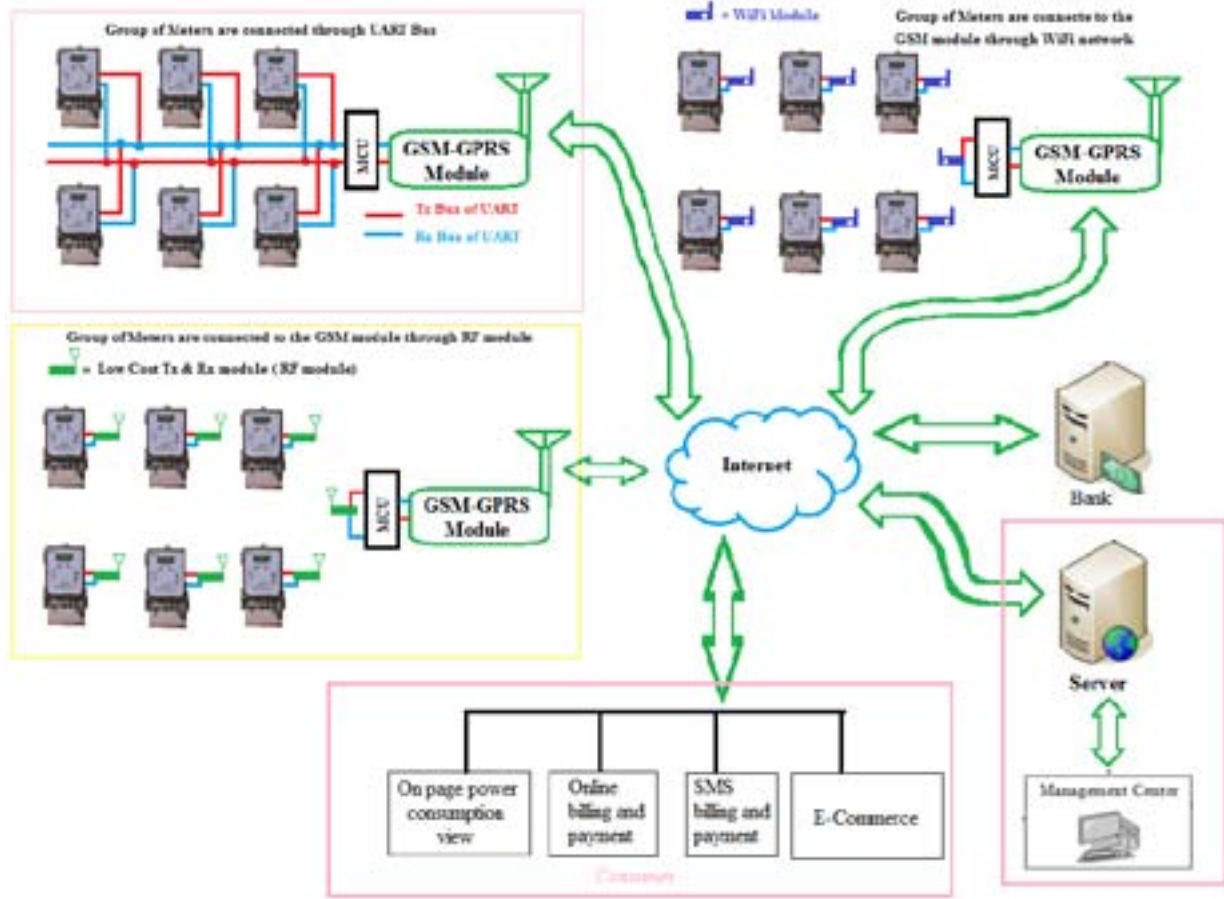 Group of Meters are connected through UART Bus
= WiFi Module
Group of Meters are connecte to the
GSM module through WiFi network
MCU
GSM-GPRS
Module
MCU
GSM-GPRS
Module
Tx Bus of UART
Rx Bus of UART
Group of Meters are connected to the GSM module through RF module
= Low Cost Tx & Rx module ( RF module)
MCU
GSM-GPRS
Module
Internet
Bank
Server
Management Center
On page power
consumption
view
Online
billing and
payment
SMS
billing and
payment
E-Commerce
Consumer